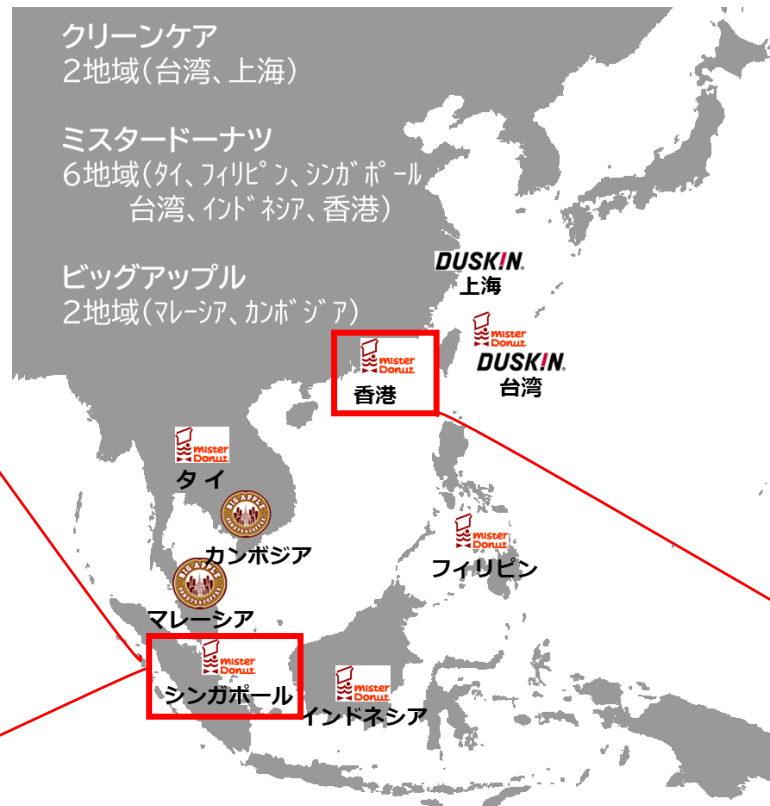 クリーンケア
2地域(台湾、上海)
ミスタードーナツ
6地域(ﾀｲ、ﾌｨﾘﾋﾟﾝ、ｼﾝｶﾞﾎﾟｰﾙ
台湾、ｲﾝﾄﾞﾈｼｱ、香港)
ビッグアップル
2地域(ﾏﾚｰｼｱ、ｶﾝﾎﾞｼﾞｱ)
DUSKIN.
上海
mister
Donut
DUSKIN.
台湾
mister
Donut
香港
mister
Donut
タイ
BIG APPLE
カンボジア
mister
Donut
フィリピン
BIG APPLE
マレーシア
mister
Donut
シンガポール
mister
Donut
インドネシア